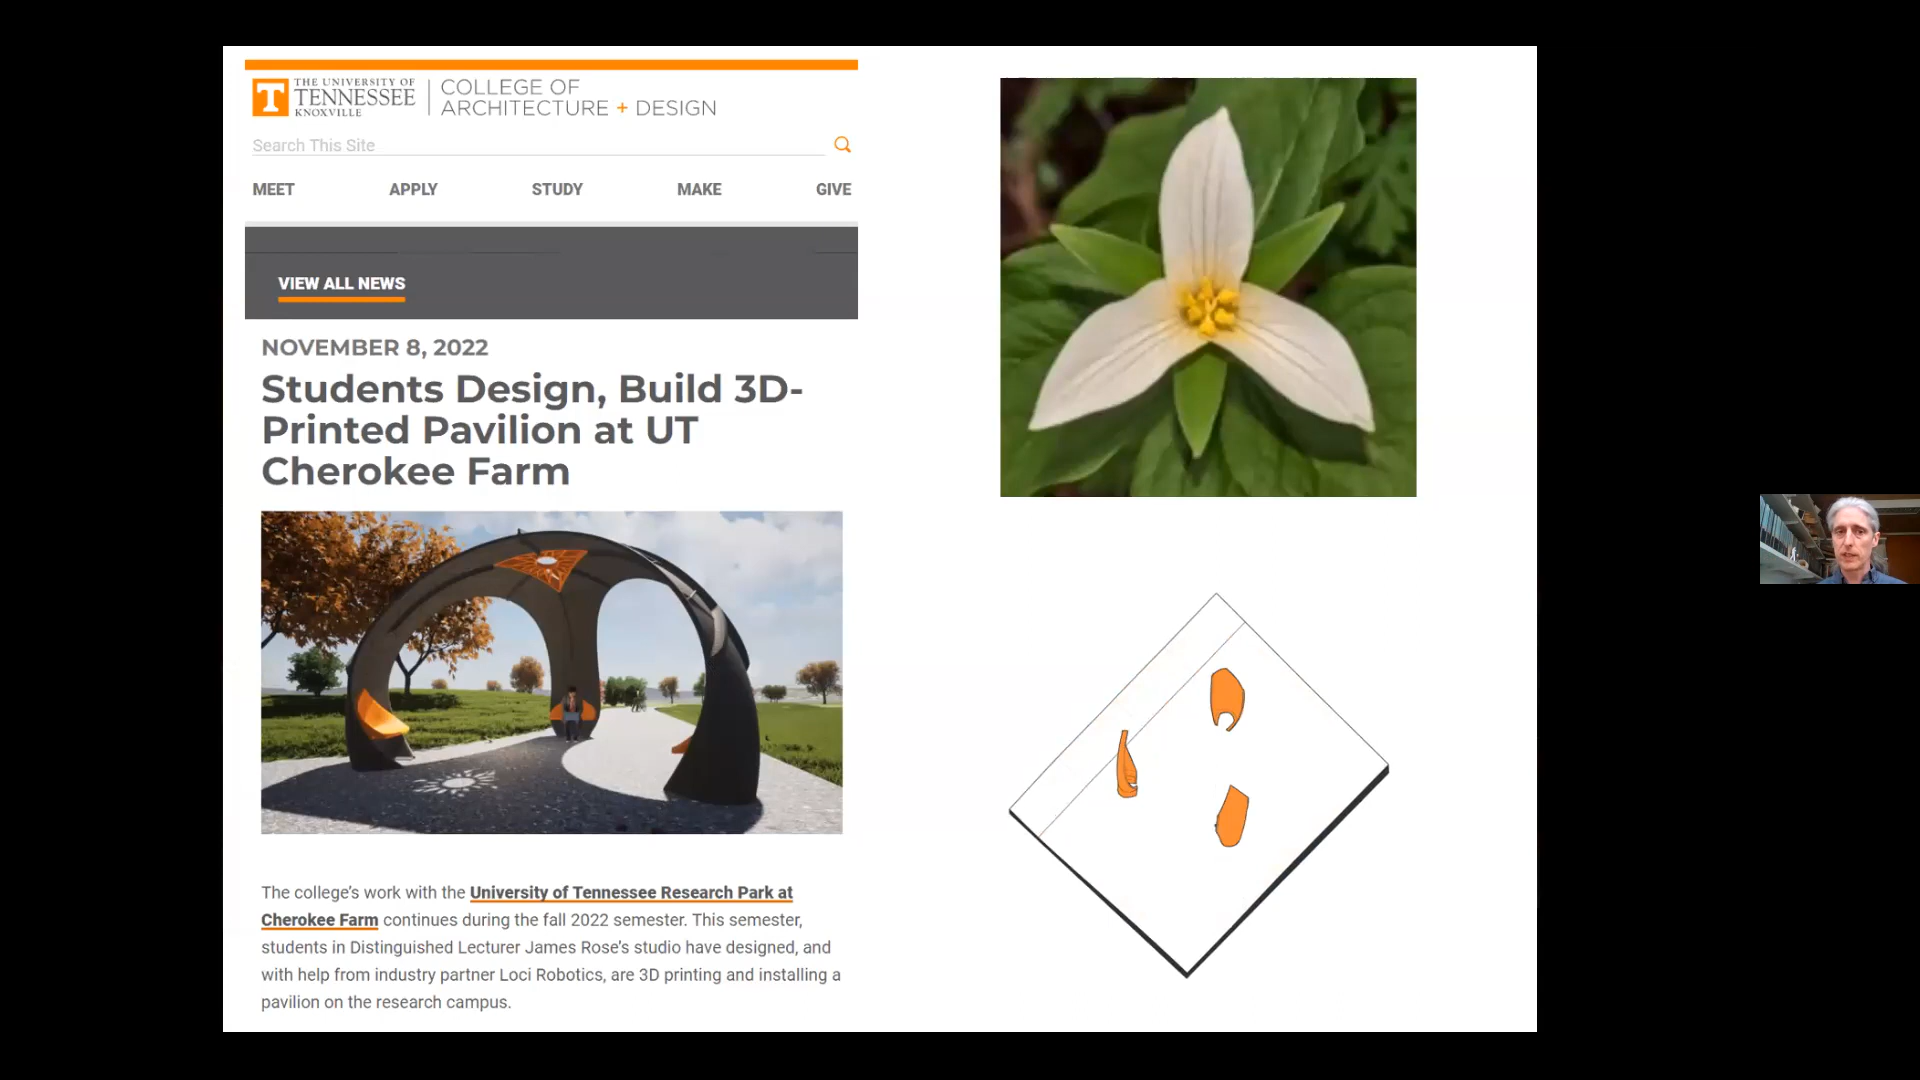 THE UNIVERSITY OF
TENNESSEE
KNOXVILLE
COLLEGE OF
ARCHITECTURE + DESIGN
Search This Site
MEET APPLY STUDY MAKE GIVE
VIEW ALL NEWS
NOVEMBER 8, 2022
Students Design, Build 3D-
Printed Pavilion at UT
Cherokee Farm
The college’s work with the University of Tennessee Research Park at
Cherokee Farm continues during the fall 2022 semester. This semester,
students in Distinguished Lecturer James Rose’s studio have designed, and
with help from industry partner Loci Robotics, are 3D printing and installing a
pavilion on the research campus.